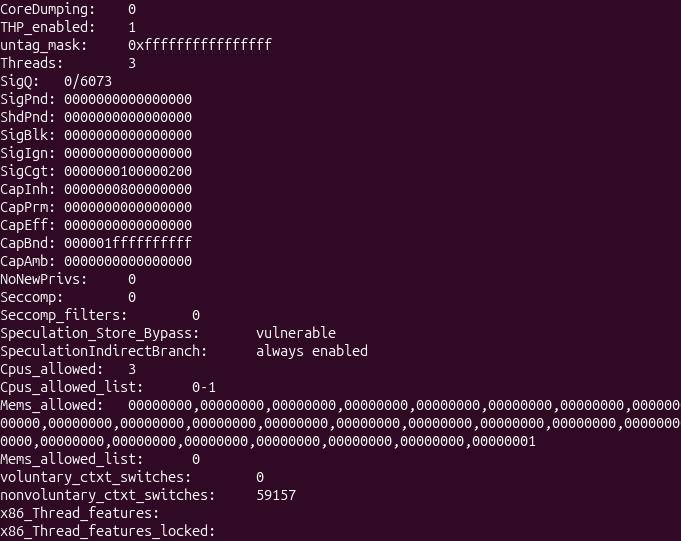 CoreDumping:	0
THP_enabled:	1
untag_mask:	0xffffffffffffffff
Threads:	3
SigQ:	0/6073
SigPnd:	0000000000000000
ShdPnd:	0000000000000000
SigBlk:	0000000000000000
SigIgn:	0000000000000000
SigCgt:	0000000100000200
CapInh:	0000000800000000
CapPrm:	0000000000000000
CapEff:	0000000000000000
CapBnd:	000001ffffffffff
CapAmb:	0000000000000000
NoNewPrivs:	0
Seccomp:	0
Seccomp_filters:	0
Speculation_Store_Bypass:	vulnerable
SpeculationIndirectBranch:	always enabled
Cpus_allowed:	3
Cpus_allowed_list:	0-1
Mems_allowed:	00000000,00000000,00000000,00000000,00000000,00000000,00000000,000000
00000,00000000,00000000,00000000,00000000,00000000,00000000,00000000,00000000,0000000
0000,00000000,00000000,00000000,00000000,00000000,00000000,00000001
Mems_allowed_list:	0
voluntary_ctxt_switches:	0
nonvoluntary_ctxt_switches:	59157
x86_Thread_features:
x86_Thread_features_locked: